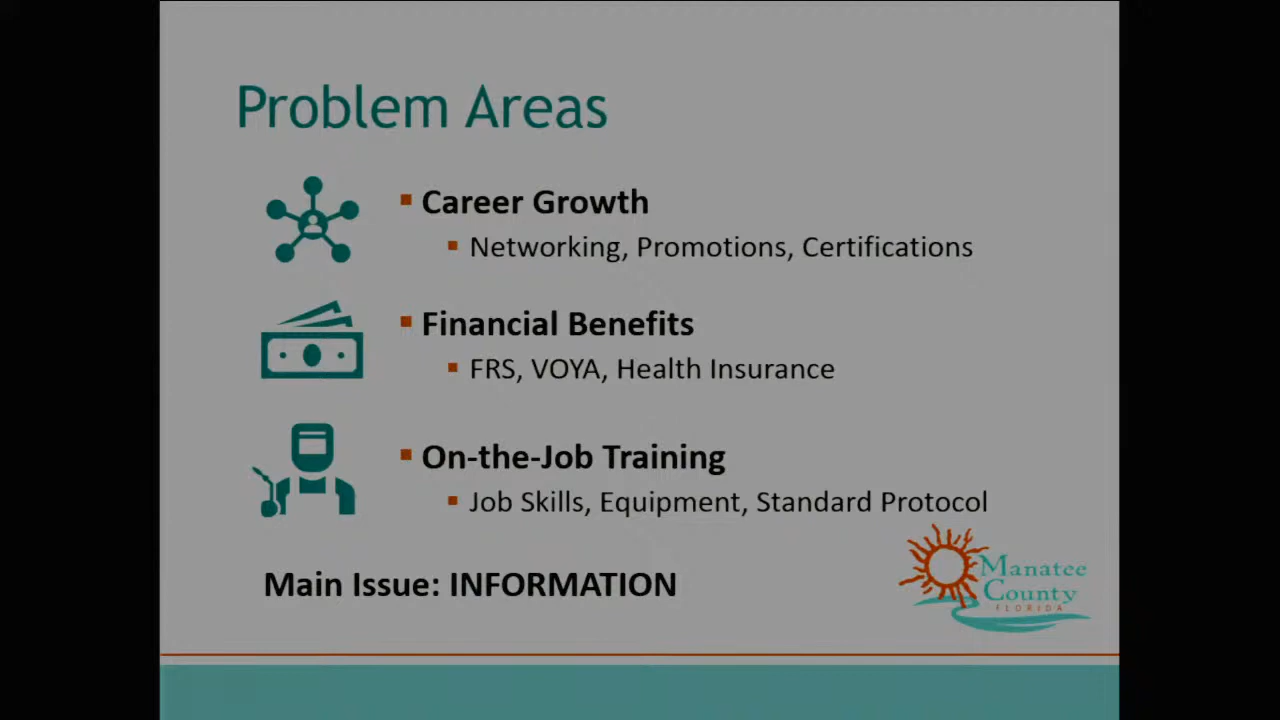 Problem Areas
Career Growth
Networking, Promotions, Certifications
Financial Benefits
FRS, VOYA, Health Insurance
On-the-Job Training
Job Skills, Equipment, Standard Protocol
Main Issue: INFORMATION
Manatee
County
FLORIDA